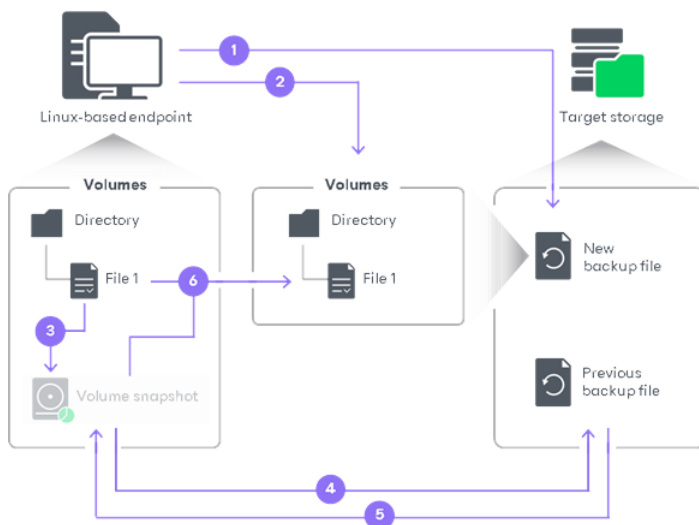 1
2
Linux-based endpoint
Target storage
Volumes
Volumes
Directory
Directory
New
backup file
File 1
6
File 1
3
Volume snapshot
Previous
backup file
4
5